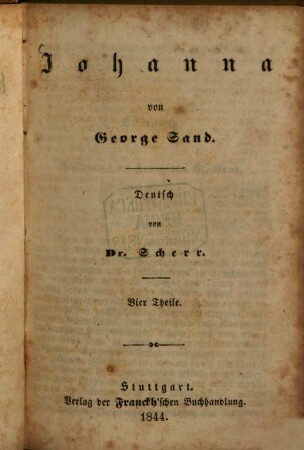 Johanna
von
George Sand.
Deutsch
von
Dr. Scherr.
Vier Theile.
Stuttgart.
Verlag der Franckh'schen Buchhandlung.
1844.